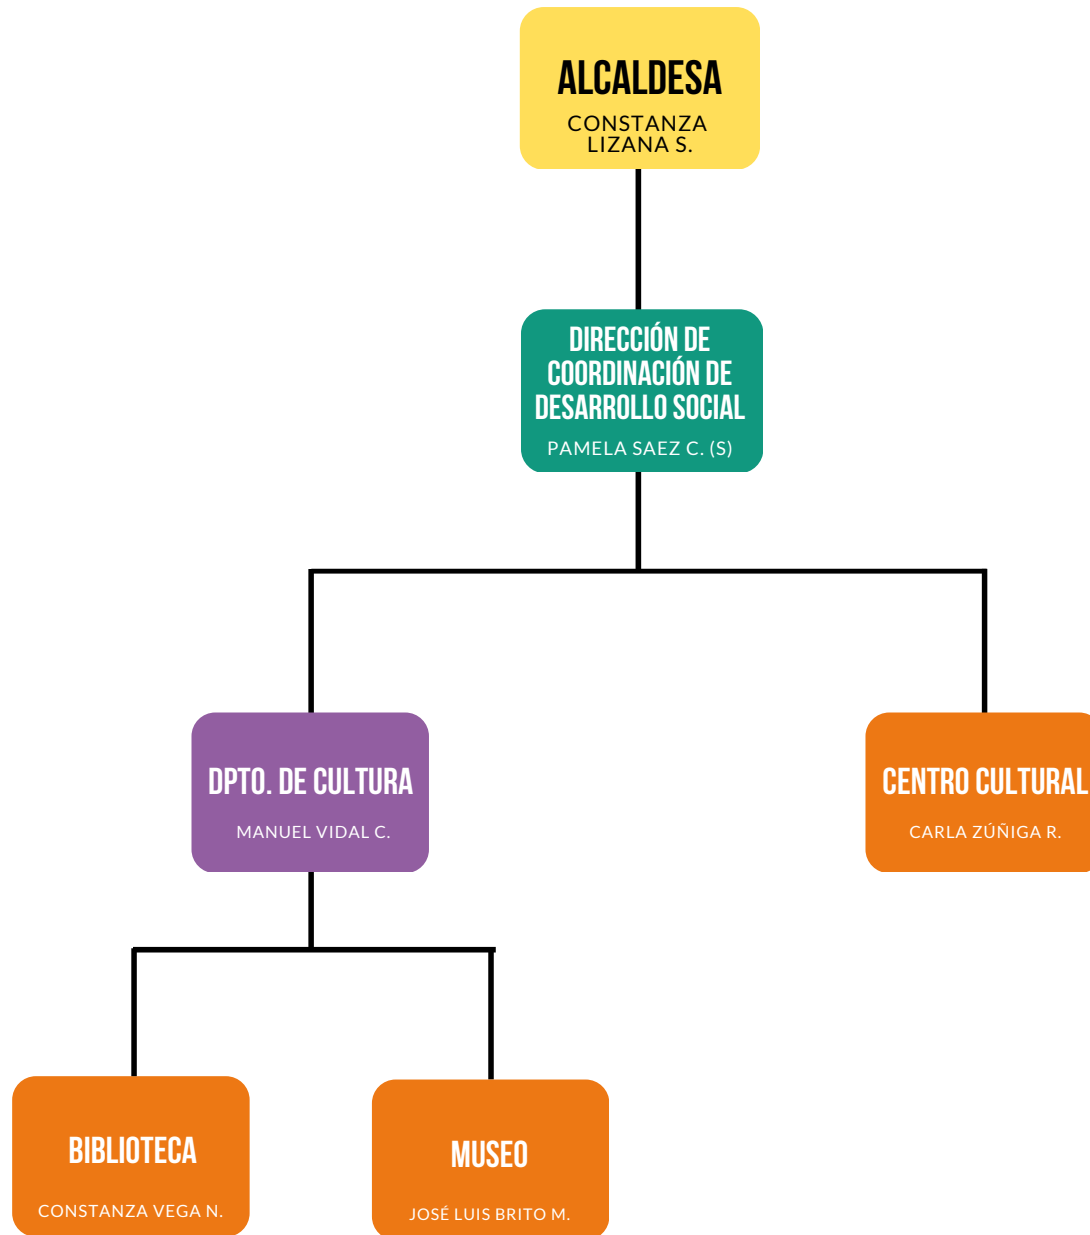 ALCALDESA
CONSTANZA
LIZANA S.
DIRECCIÓN DE
COORDINACIÓN DE
DESARROLLO SOCIAL
PAMELA SAEZ C. (S)
DPTO. DE CULTURA
MANUEL VIDAL C.
CENTRO CULTURAL
CARLA ZÚÑIGA R.
BIBLIOTECA
CONSTANZA VEGA N.
MUSEO
JOSÉ LUIS BRITO M.